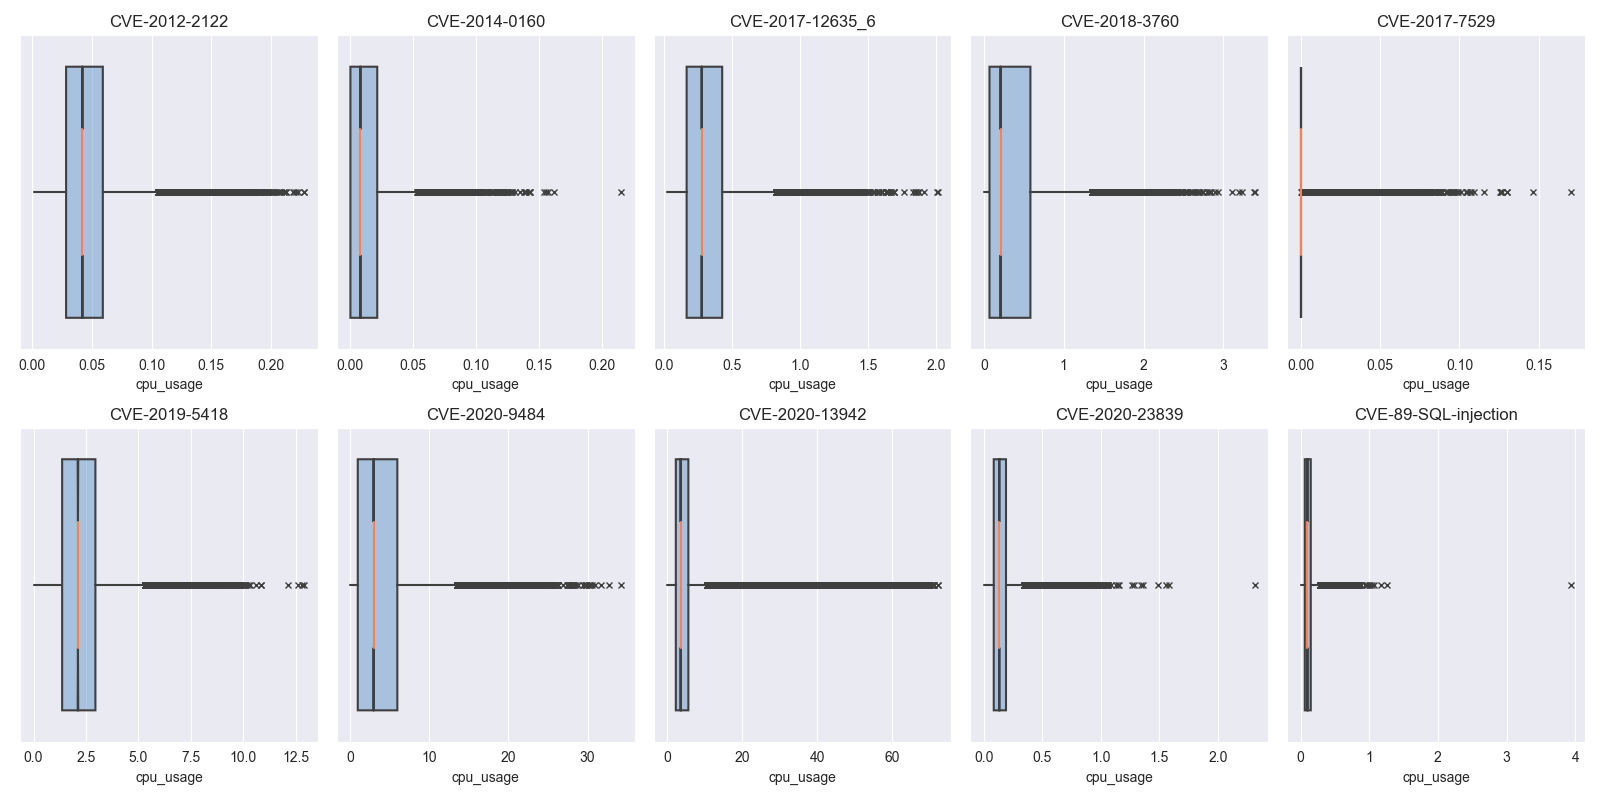 CVE-2012-2122 CVE-2014-0160 CVE-2017-12635_6 CVE-2018-3760 CVE-2017-7529
0.00 0.05 0.10 0.15 0.20 0.00 0.05 0.10 0.15 0.20 0.0 0.5 1.0 1.5 2.0 0 1 2 3 0.00 0.05 0.10 0.15
cpu_usage cpu_usage cpu_usage cpu_usage cpu_usage
CVE-2019-5418 CVE-2020-9484 CVE-2020-13942 CVE-2020-23839 CVE-89-SQL-injection
0.0 2.5 5.0 7.5 10.0 12.5 0 10 20 30 0 20 40 60 0.0 0.5 1.0 1.5 2.0 0 1 2 3 4
cpu_usage cpu_usage cpu_usage cpu_usage cpu_usage